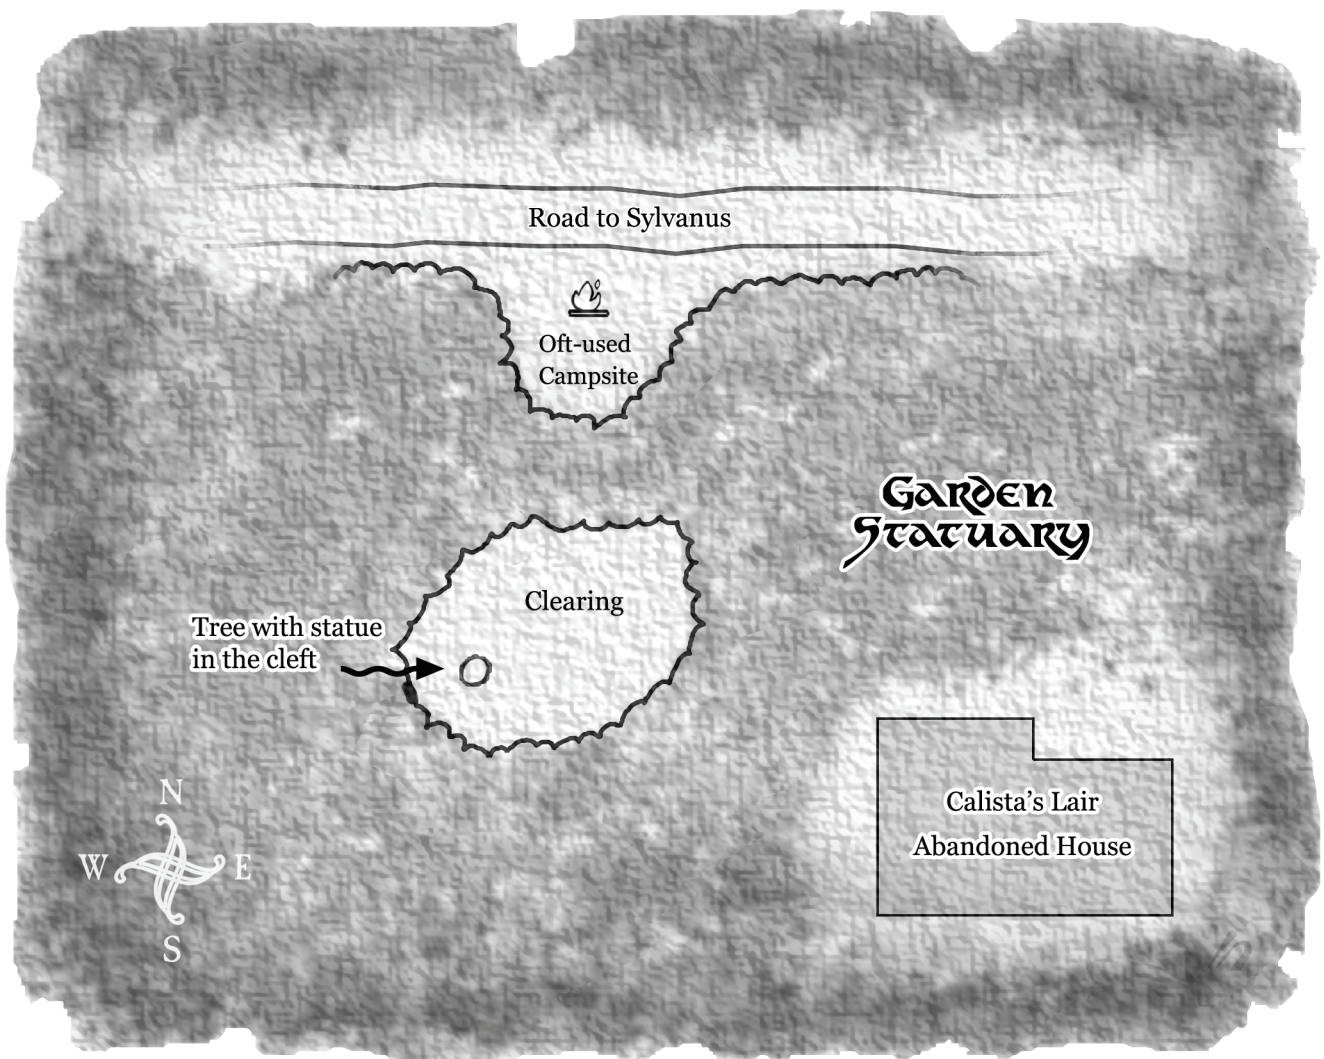 Road to Sylvanus
Oft-used
Campsite
Garden
Statuary
Clearing
Tree with statue
in the cleft
Calista’s Lair
Abandoned House
N
W E
S